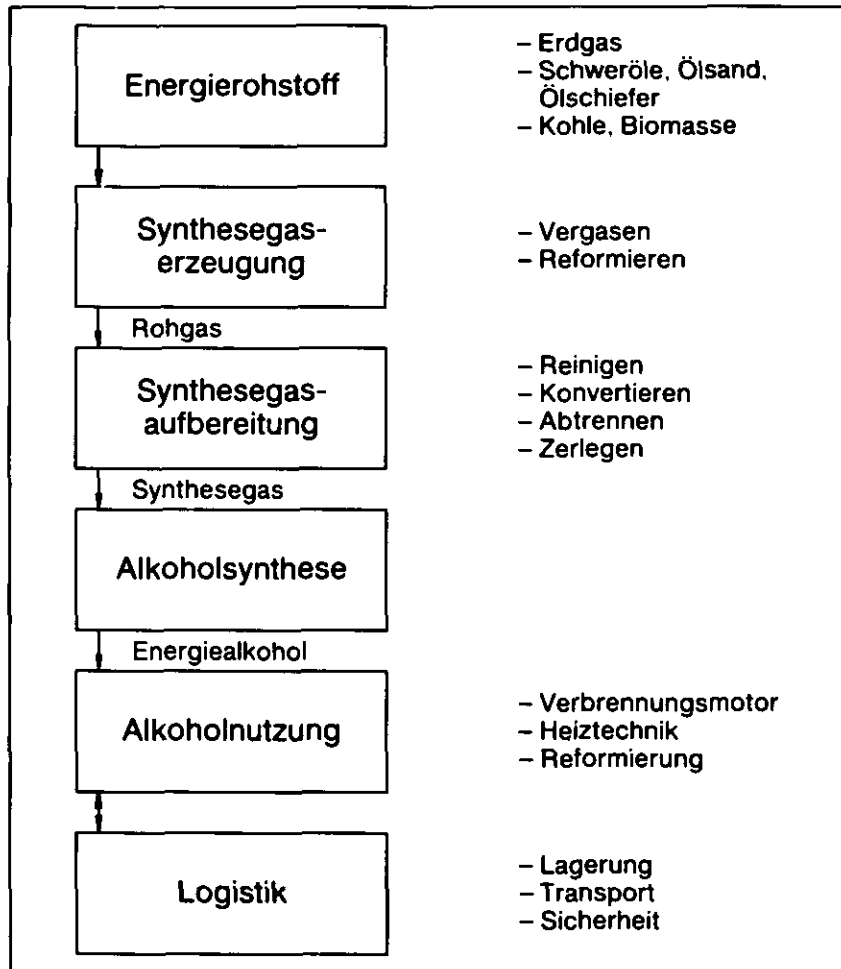 Energierohstoff
– Erdgas
– Schweröle, Ölsand,
Ölschiefer
– Kohle, Biomasse
Synthesegas-
erzeugung
– Vergasen
– Reformieren
Rohgas
Synthesegas-
aufbereitung
– Reinigen
– Konvertieren
– Abtrennen
– Zerlegen
Synthesegas
Alkoholsynthese
Energiealkohol
Alkoholnutzung
– Verbrennungsmotor
– Heiztechnik
– Reformierung
Logistik
– Lagerung
– Transport
– Sicherheit